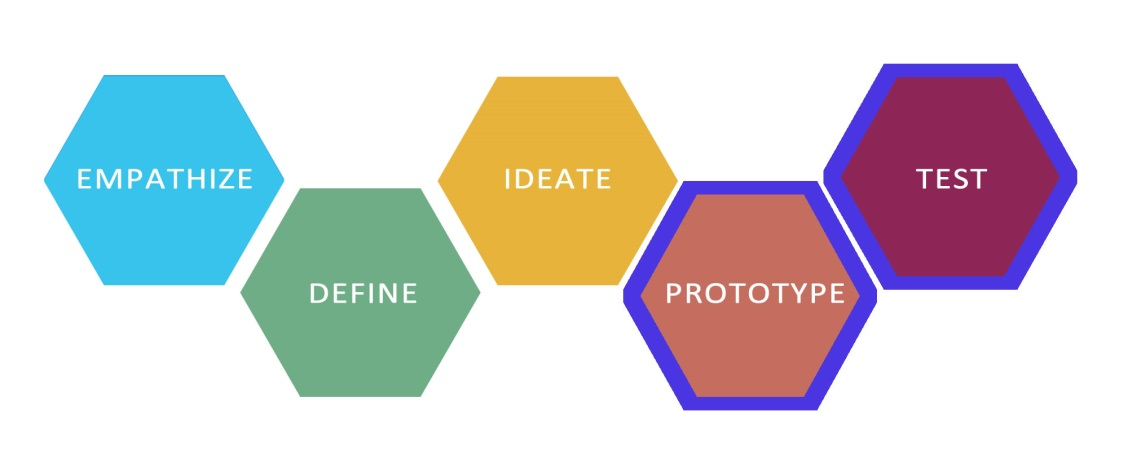 EMPATHIZE
DEFINE
IDEATE
PROTOTYPE
TEST